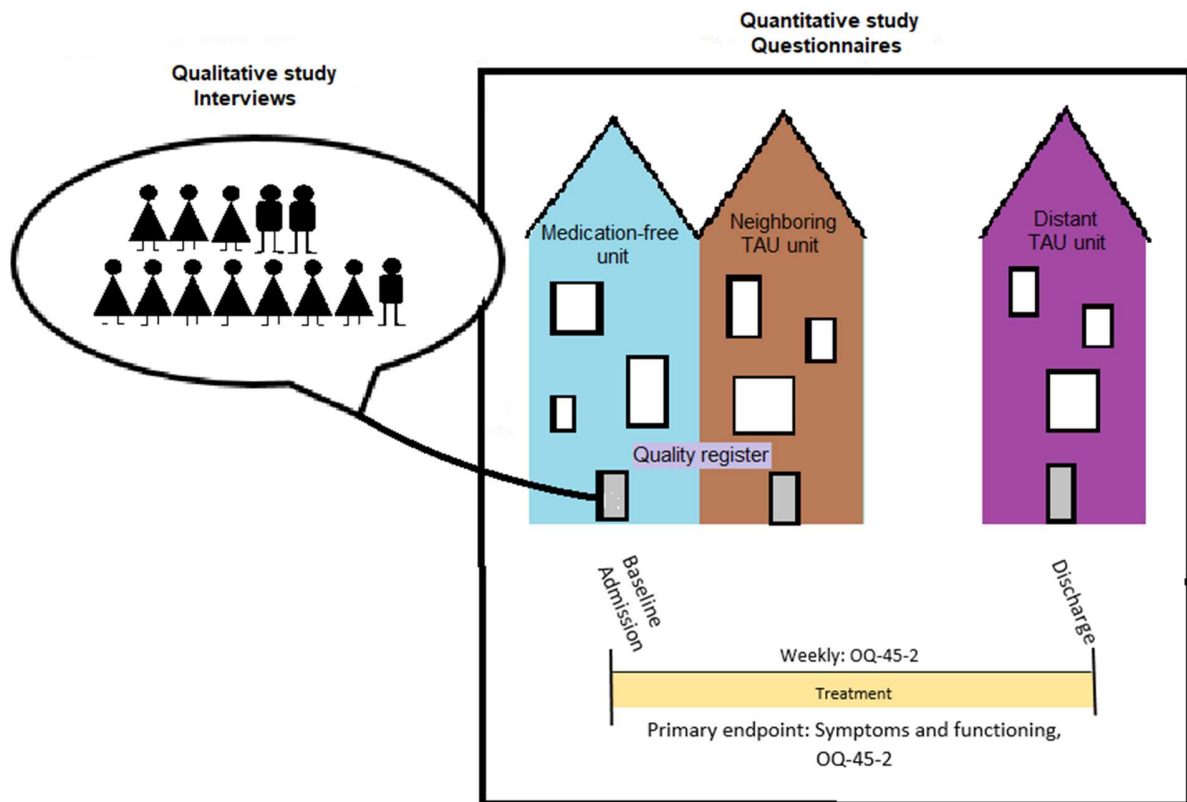 Quantitative study
Questionnaires
Qualitative study
Interviews
Medication-free
unit
Neighboring
TAU unit
Distant
TAU unit
Quality register
Baseline
Admission
Discharge
Weekly: OQ-45-2
Treatment
Primary endpoint: Symptoms and functioning,
OQ-45-2